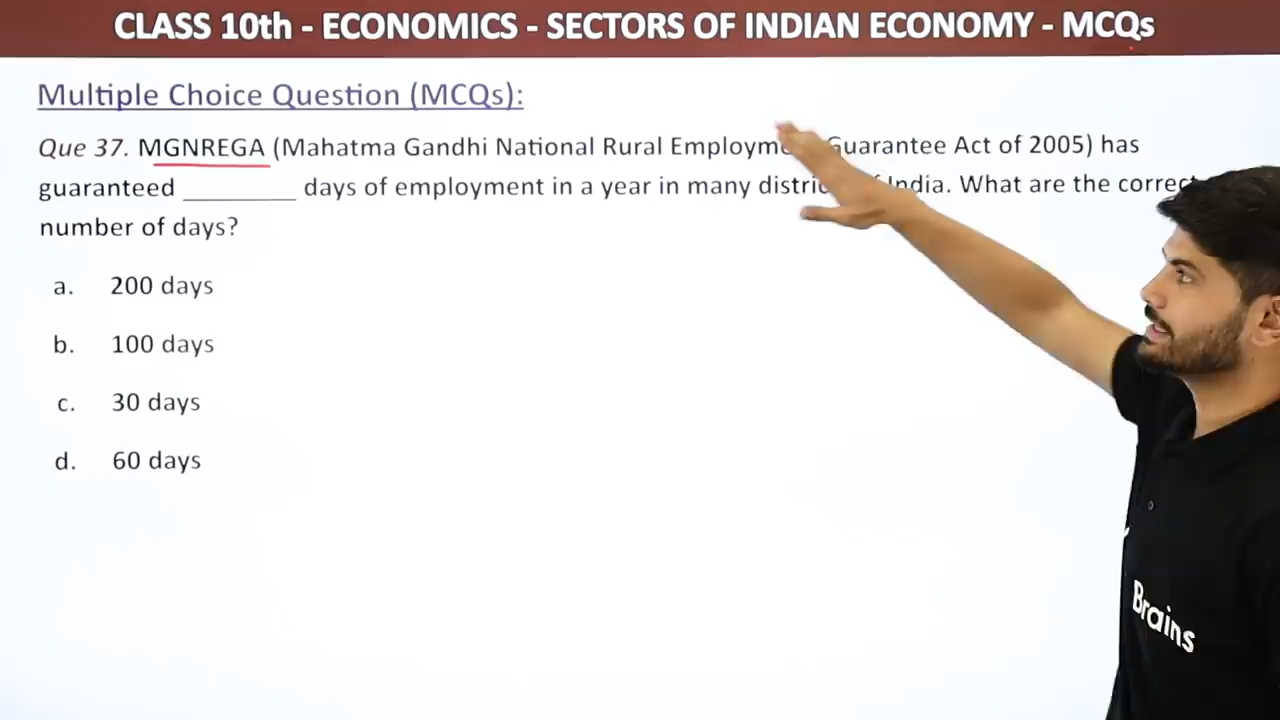 CLASS 10th - ECONOMICS - SECTORS OF INDIAN ECONOMY - MCQs
Multiple Choice Question (MCQs):
Que 37. MGNREGA (Mahatma Gandhi National Rural Guarantee Act of 2005) has
guaranteed ________ days of employment in a year in many India. What are the correct
number of days?
a. 200 days
b. 100 days
c. 30 days
d. 60 days
Brains